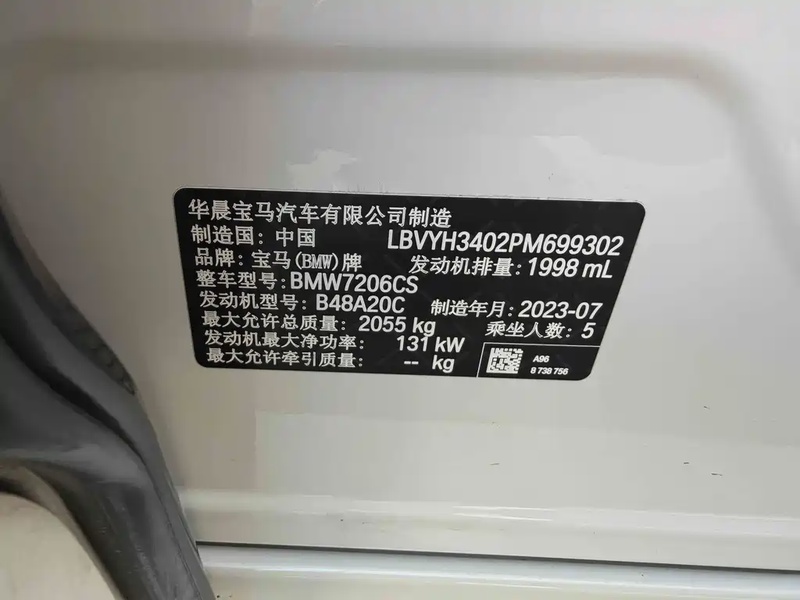 华晨宝马汽车有限公司制造
制造国: 中国 LBVYH3402PM699302
品牌: 宝马(BMW)牌 发动机排量: 1998 mL
整车型号: BMW7206CS
发动机型号: B48A20C 制造年月: 2023-07
最大允许总质量: 2055 kg 乘坐人数: 5
发动机最大净功率: 131 kW
最大允许牵引质量: -- kg
A96
B 738 756